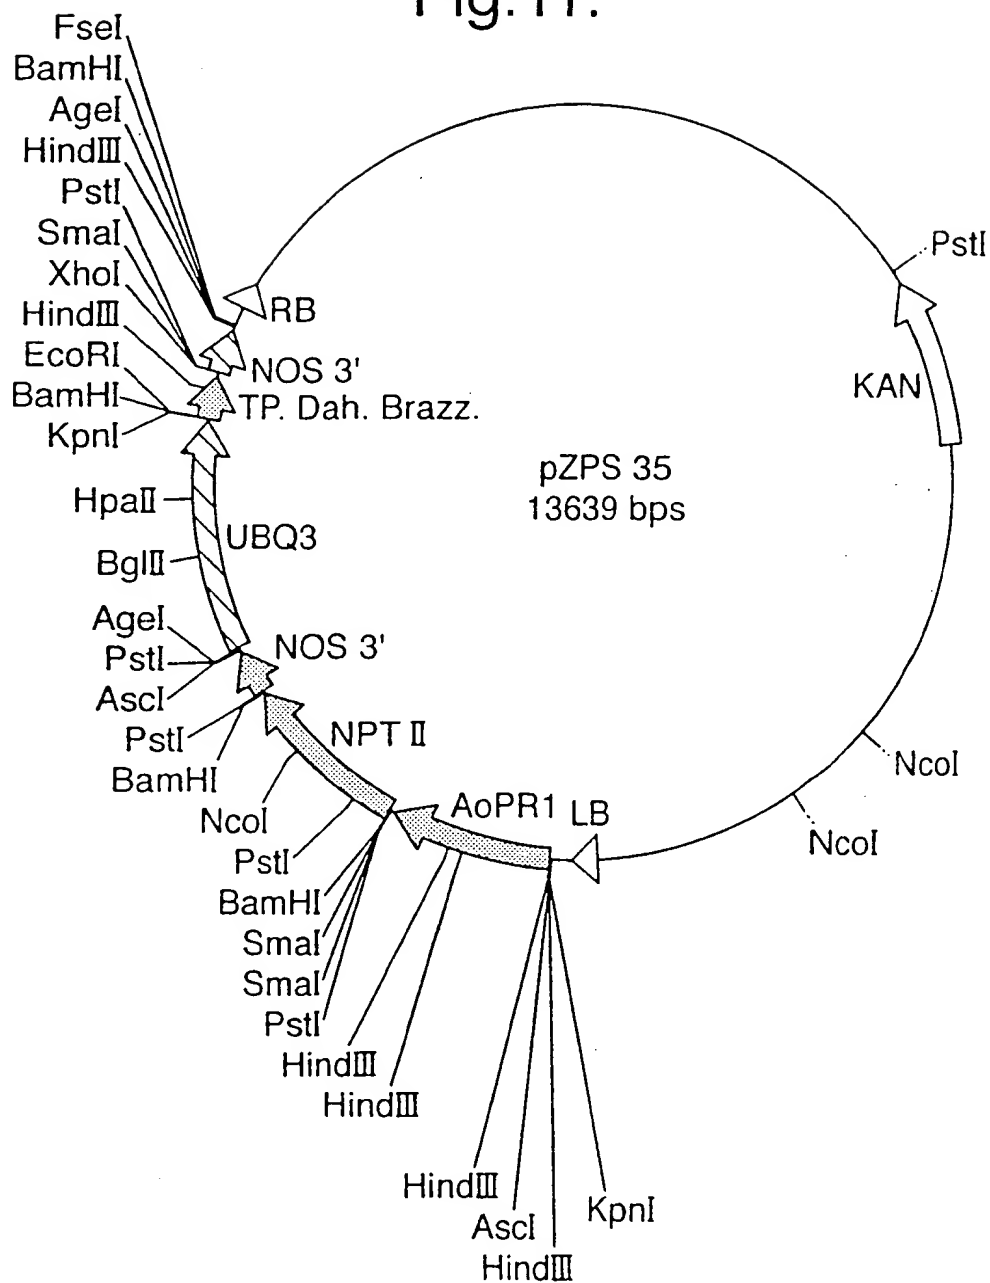 Fig. 17.
FseI
BamHI
AgeI
HindIII
PstI
SmaI
XhoI
HindIII
EcoRI
BamHI
KpnI
HpaII
BglII
AgeI
PstI
AscI
PstI
BamHI
NcoI
PstI
BamHI
SmaI
SmaI
PstI
HindIII
HindIII
HindIII
AscI
HindIII
KpnI
NcoI
NcoI
PstI
KAN
RB
NOS 3'
TP. Dah. Brazz.
UBQ3
NOS 3'
NPT II
AoPR1
LB
pZPS 35
13639 bps